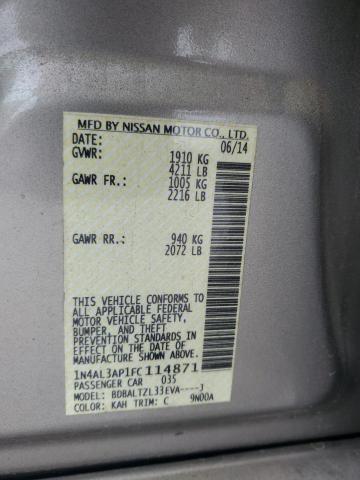 MFD BY NISSAN MOTOR CO., LTD.
DATE: 06/14
GVWR: 1910 KG
4211 LB
GAWR FR.: 1005 KG
2216 LB
GAWR RR.: 940 KG
2072 LB
THIS VEHICLE CONFORMS TO
ALL APPLICABLE FEDERAL
MOTOR VEHICLE SAFETY,
BUMPER, AND THEFT
PREVENTION STANDARDS IN
EFFECT ON THE DATE OF
MANUFACTURE SHOWN ABOVE.
1N4AL3AP1FC114871
PASSENGER CAR 035
MODEL: BDBALTZL33EVA----J
COLOR: KAH TRIM: C 9N00A